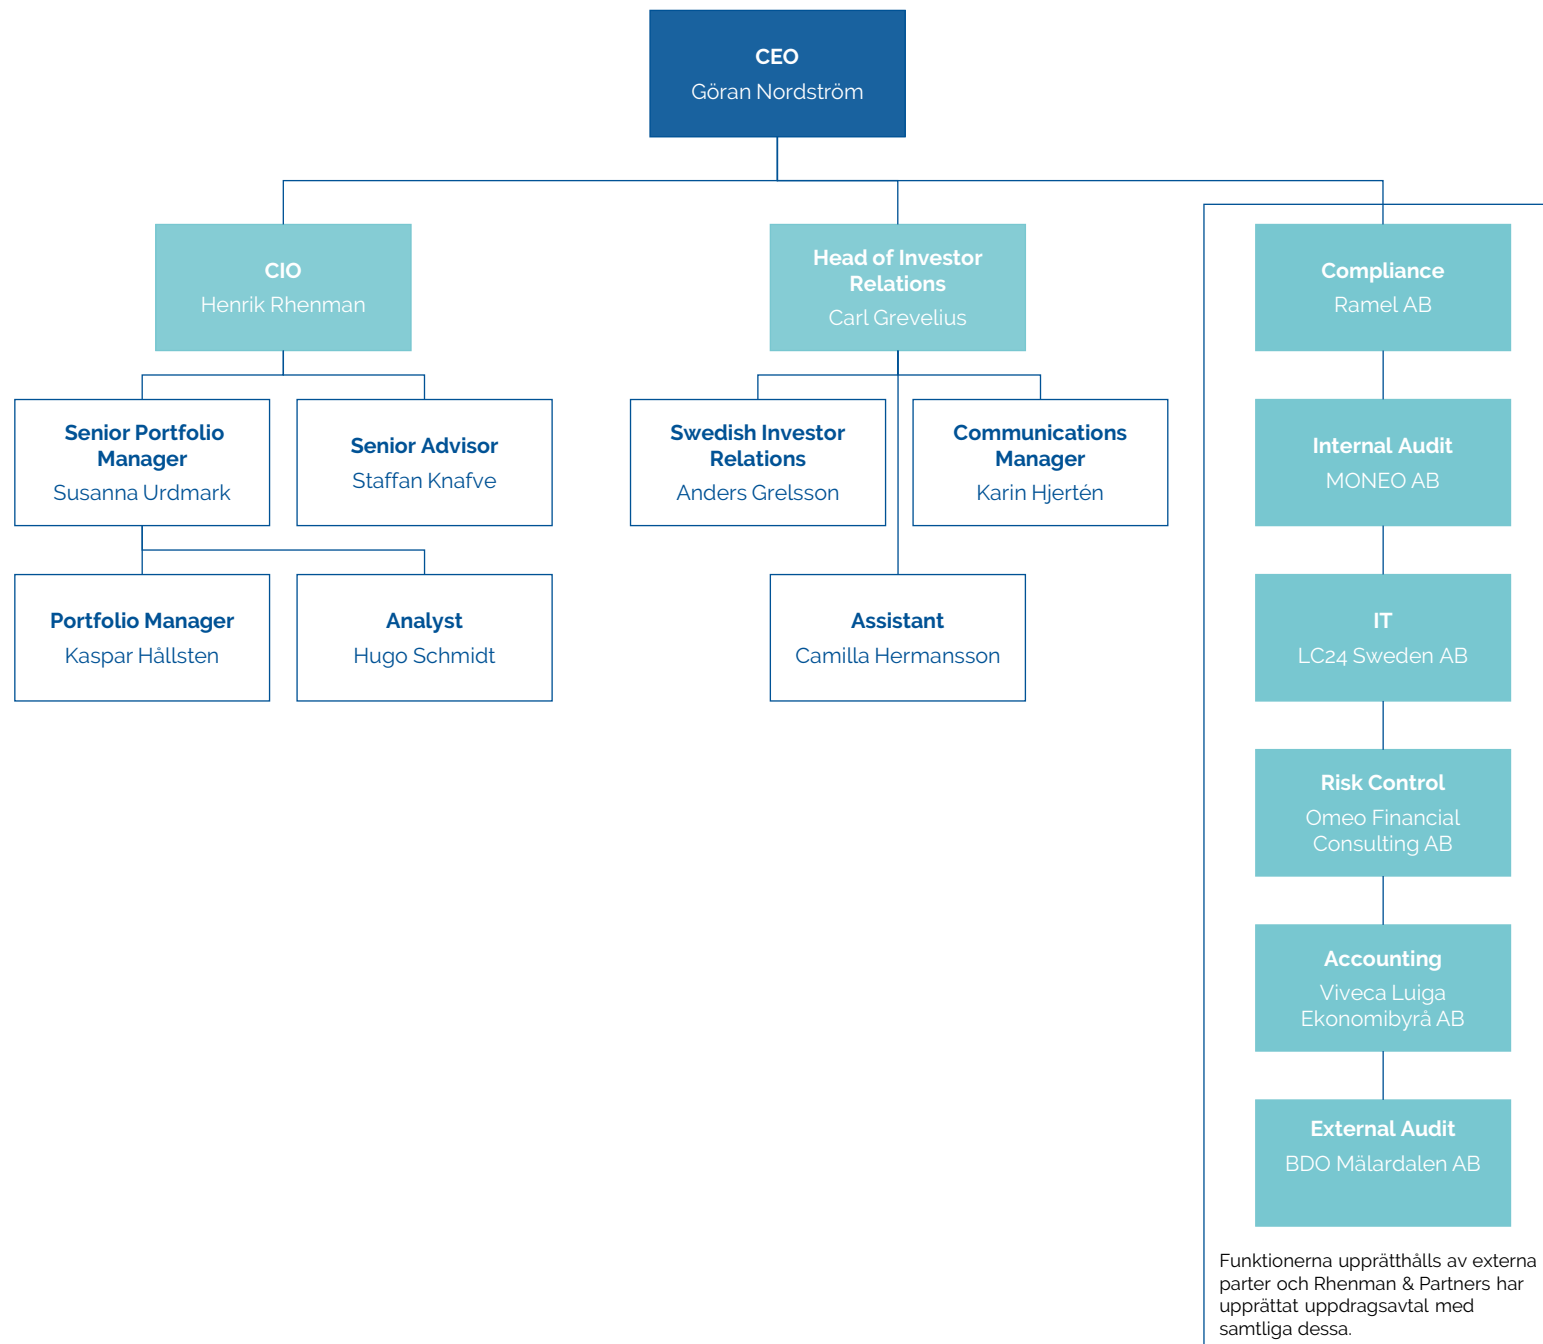 CEO
Göran Nordström
CIO
Henrik Rhenman
Head of Investor
Relations
Carl Grevelius
Compliance
Ramel AB
Senior Portfolio
Manager
Susanna Urdmark
Senior Advisor
Staffan Knafve
Swedish Investor
Relations
Anders Grelsson
Communications
Manager
Karin Hjertén
Internal Audit
MONEO AB
Portfolio Manager
Kaspar Hållsten
Analyst
Hugo Schmidt
Assistant
Camilla Hermansson
IT
LC24 Sweden AB
Risk Control
Omeo Financial
Consulting AB
Accounting
Viveca Luiga
Ekonomibyrå AB
External Audit
BDO Mälardalen AB
Funktionerna upprätthålls av externa
parter och Rhenman & Partners har
upprättat uppdragsavtal med
samtliga dessa.